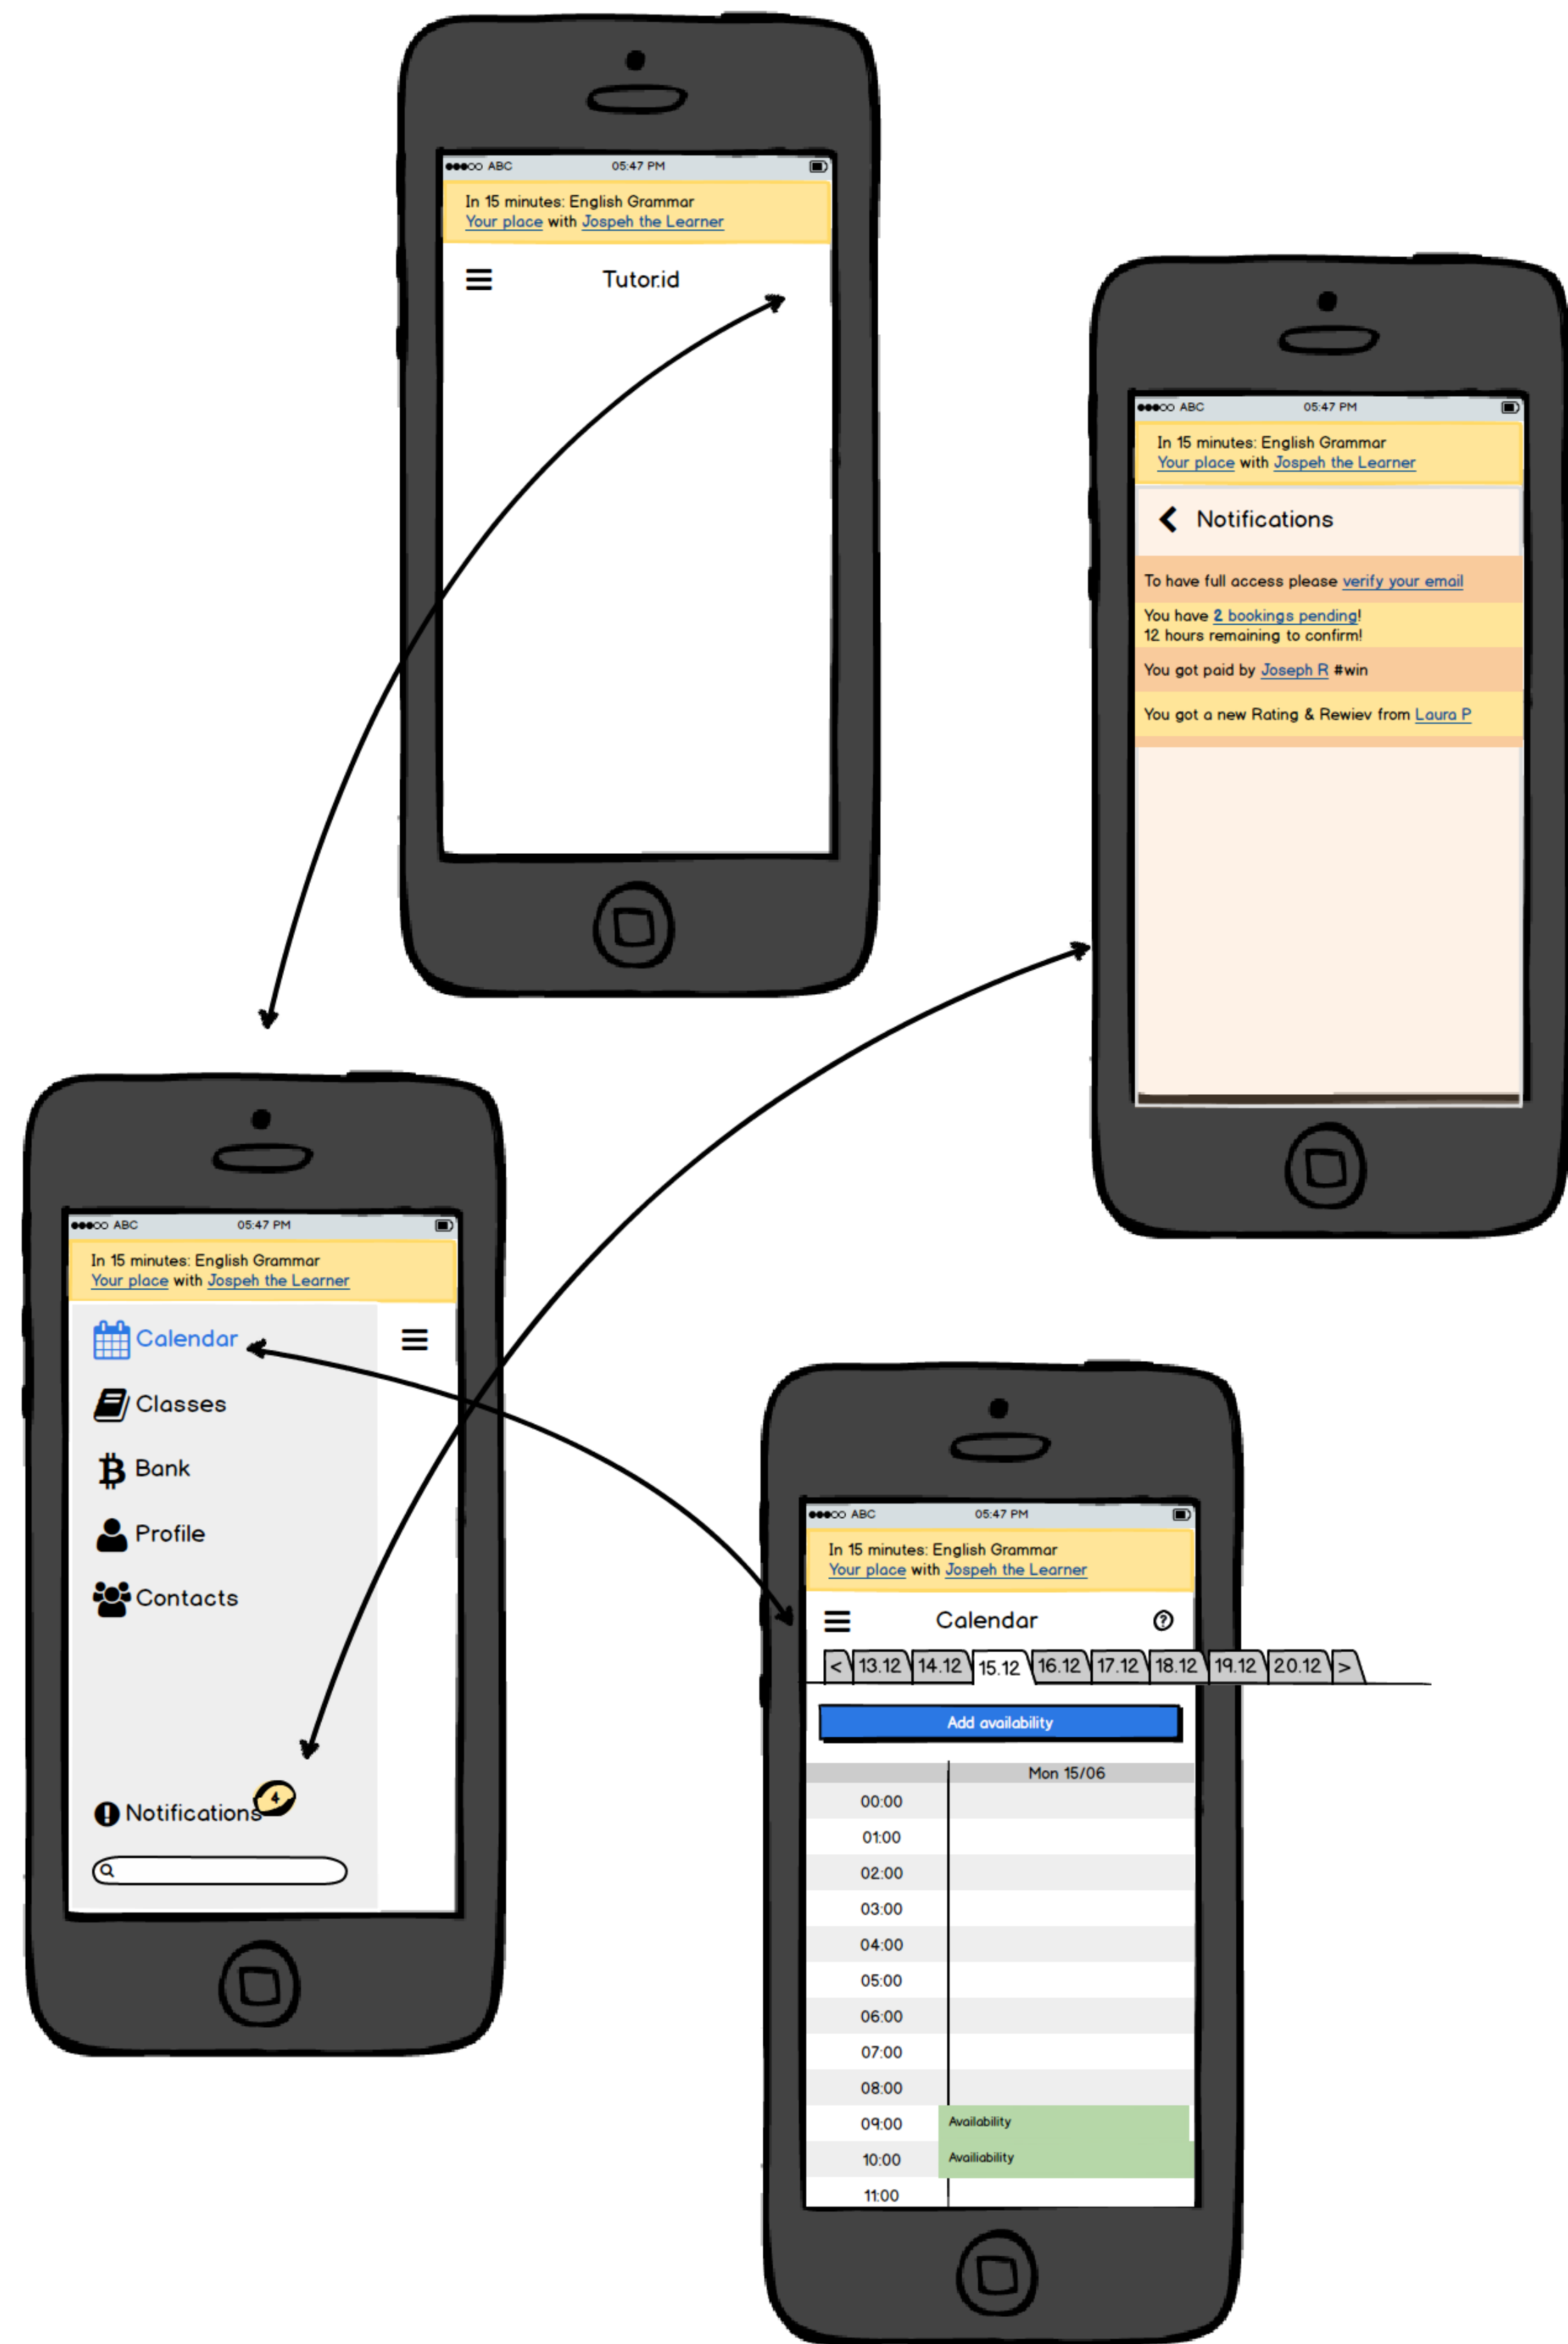 ABC 05:47 PM
In 15 minutes: English Grammar
Your place with Jospeh the Learner
Tutor.id
ABC 05:47 PM
In 15 minutes: English Grammar
Your place with Jospeh the Learner
Notifications
To have full access please verify your email
You have 2 bookings pending!
12 hours remaining to confirm!
You got paid by Joseph R #win
You got a new Rating & Rewiev from Laura P
ABC 05:47 PM
In 15 minutes: English Grammar
Your place with Jospeh the Learner
Calendar
Classes
Bank
Profile
Contacts
Notifications 4
ABC 05:47 PM
In 15 minutes: English Grammar
Your place with Jospeh the Learner
Calendar ?
< 13.12 14.12 15.12 16.12 17.12 18.12 19.12 20.12 >
Add availability
Mon 15/06
00:00
01:00
02:00
03:00
04:00
05:00
06:00
07:00
08:00
09:00 Availability
10:00 Availiability
11:00